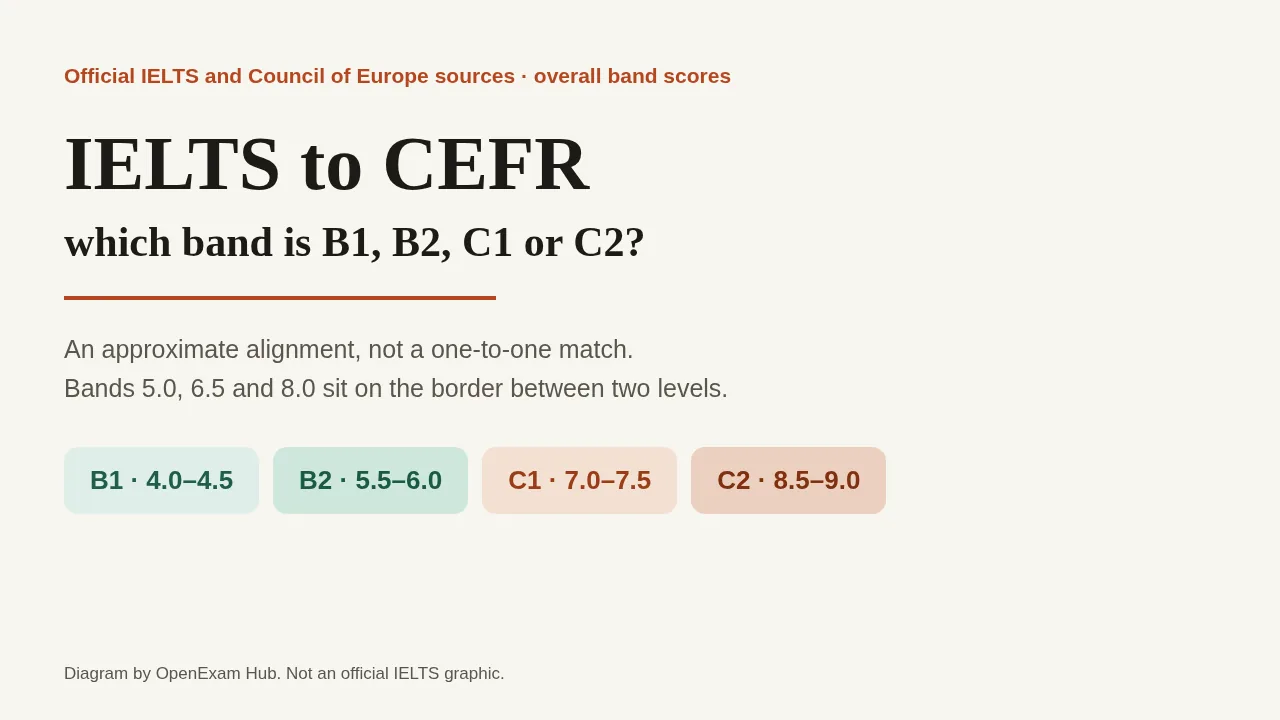 Official IELTS and Council of Europe sources · overall band scores
IELTS to CEFR
which band is B1, B2, C1 or C2?
An approximate alignment, not a one-to-one match.
Bands 5.0, 6.5 and 8.0 sit on the border between two levels.
B1 · 4.0–4.5
B2 · 5.5–6.0
C1 · 7.0–7.5
C2 · 8.5–9.0
Diagram by OpenExam Hub. Not an official IELTS graphic.